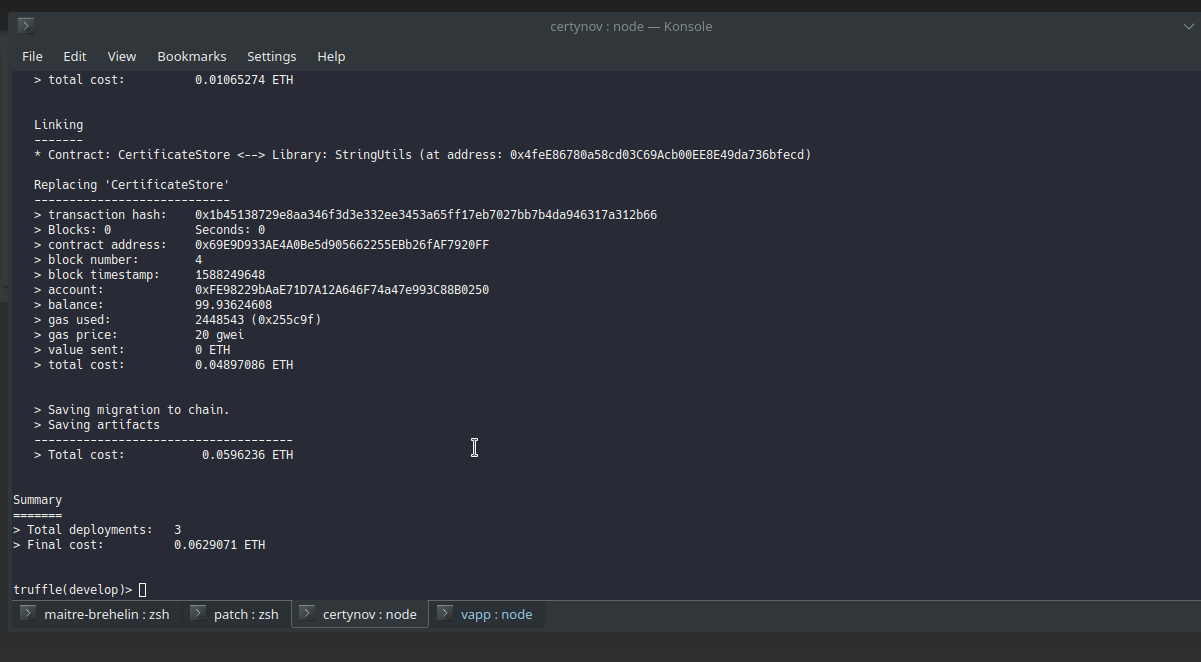 certynov : node — Konsole
File Edit View Bookmarks Settings Help
> total cost: 0.01065274 ETH
Linking
-------
* Contract: CertificateStore <--> Library: StringUtils (at address: 0x4feE86780a58cd03C69Acb00EE8E49da736bfecd)
Replacing 'CertificateStore'
----------------------------
> transaction hash: 0x1b45138729e8aa346f3d3e332ee3453a65ff17eb7027bb7b4da946317a312b66
> Blocks: 0 Seconds: 0
> contract address: 0x69E9D933AE4A0Be5d905662255EBb26fAF7920FF
> block number: 4
> block timestamp: 1588249648
> account: 0xFE98229bAaE71D7A12A646F74a47e993C88B0250
> balance: 99.93624608
> gas used: 2448543 (0x255c9f)
> gas price: 20 gwei
> value sent: 0 ETH
> total cost: 0.04897086 ETH
> Saving migration to chain.
> Saving artifacts
-------------------------------------
> Total cost: 0.0596236 ETH
Summary
=======
> Total deployments: 3
> Final cost: 0.0629071 ETH
truffle(develop)>
maitre-brehelin : zsh patch : zsh certynov : node vapp : node